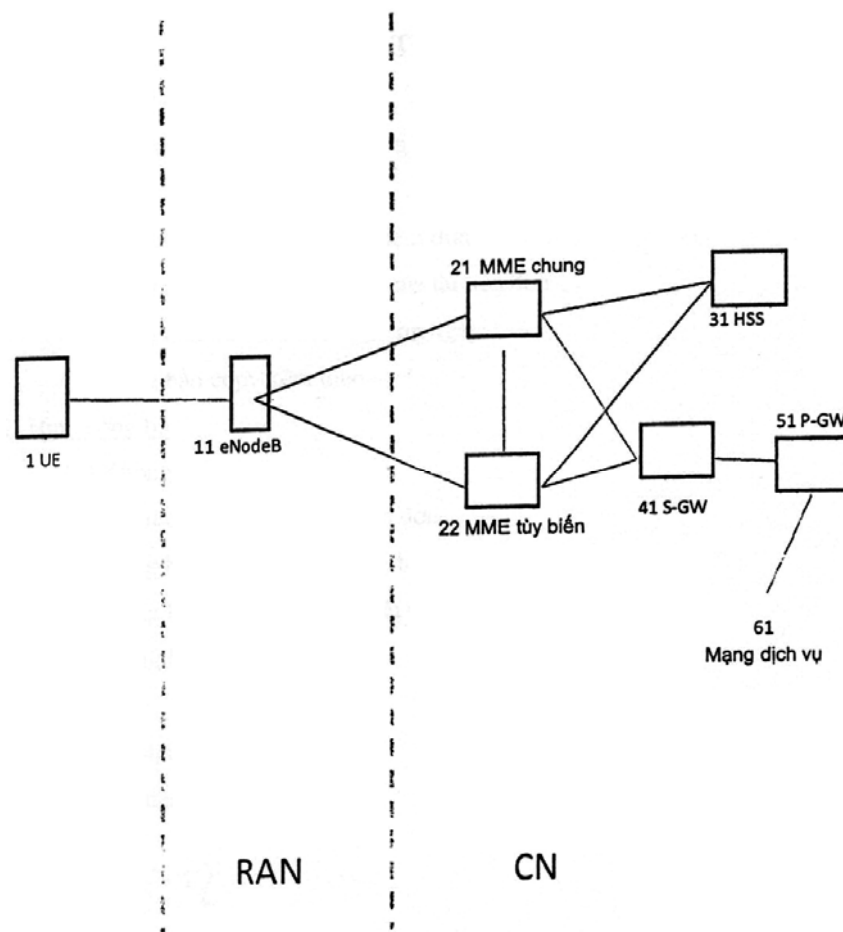 21 MME chung
31 HSS
51 P-GW
11 eNodeB
1 UE
41 S-GW
22 MME tùy biến
61
Mạng dịch vụ
RAN
CN